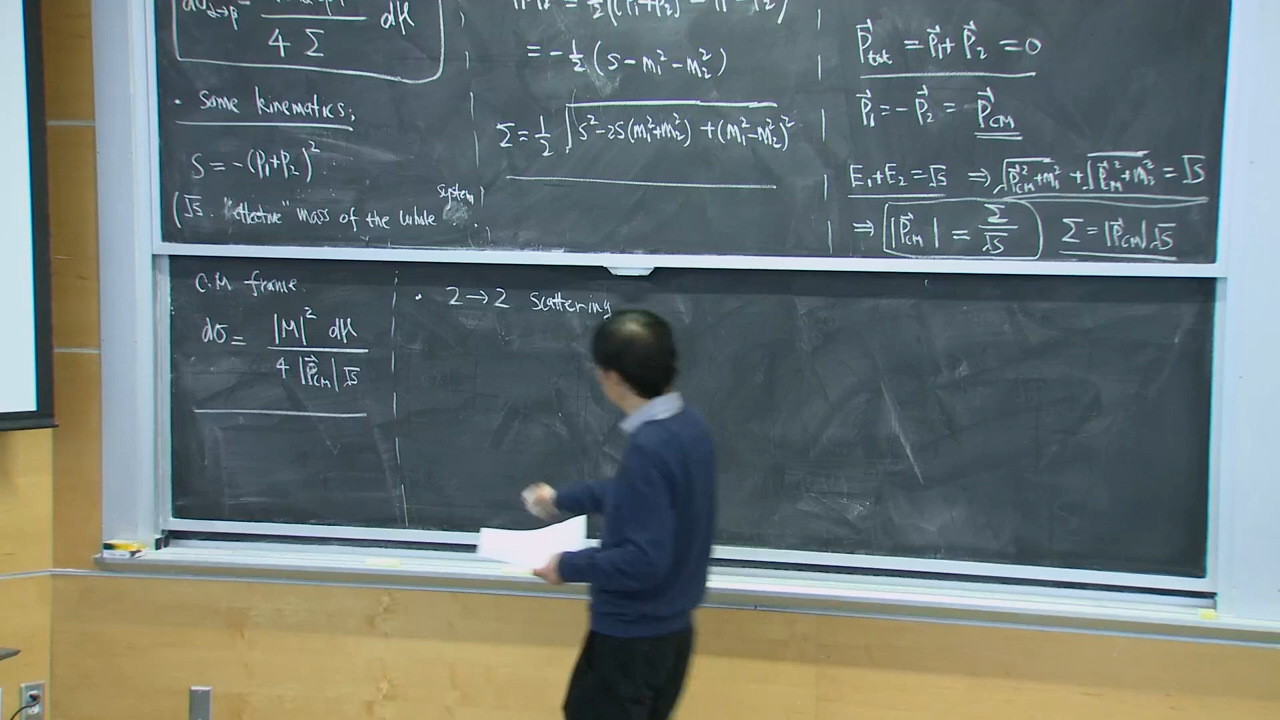 4 Σ
dμ
· Some kinematics:
S = -(p₁+p₂)²
(√s. "effective" mass of the whole system
= -½ (s-m₁²-m₂²)
Σ = ½ √s²-2s(m₁²+m₂²)+(m₁²-m₂²)²
P⃗tot = P⃗₁+P⃗₂ = 0
P⃗₁ = -P⃗₂ = P⃗CM
E₁+E₂ = √s ⇒ √P⃗²CM+m₁² + √P⃗²CM+m₂² = √s
⇒ |P⃗CM| = Σ/√s Σ = |P⃗CM|√s
C.M frame.
dσ = |M|² dμ / 4 |P⃗CM| √s
· 2→2 Scattering